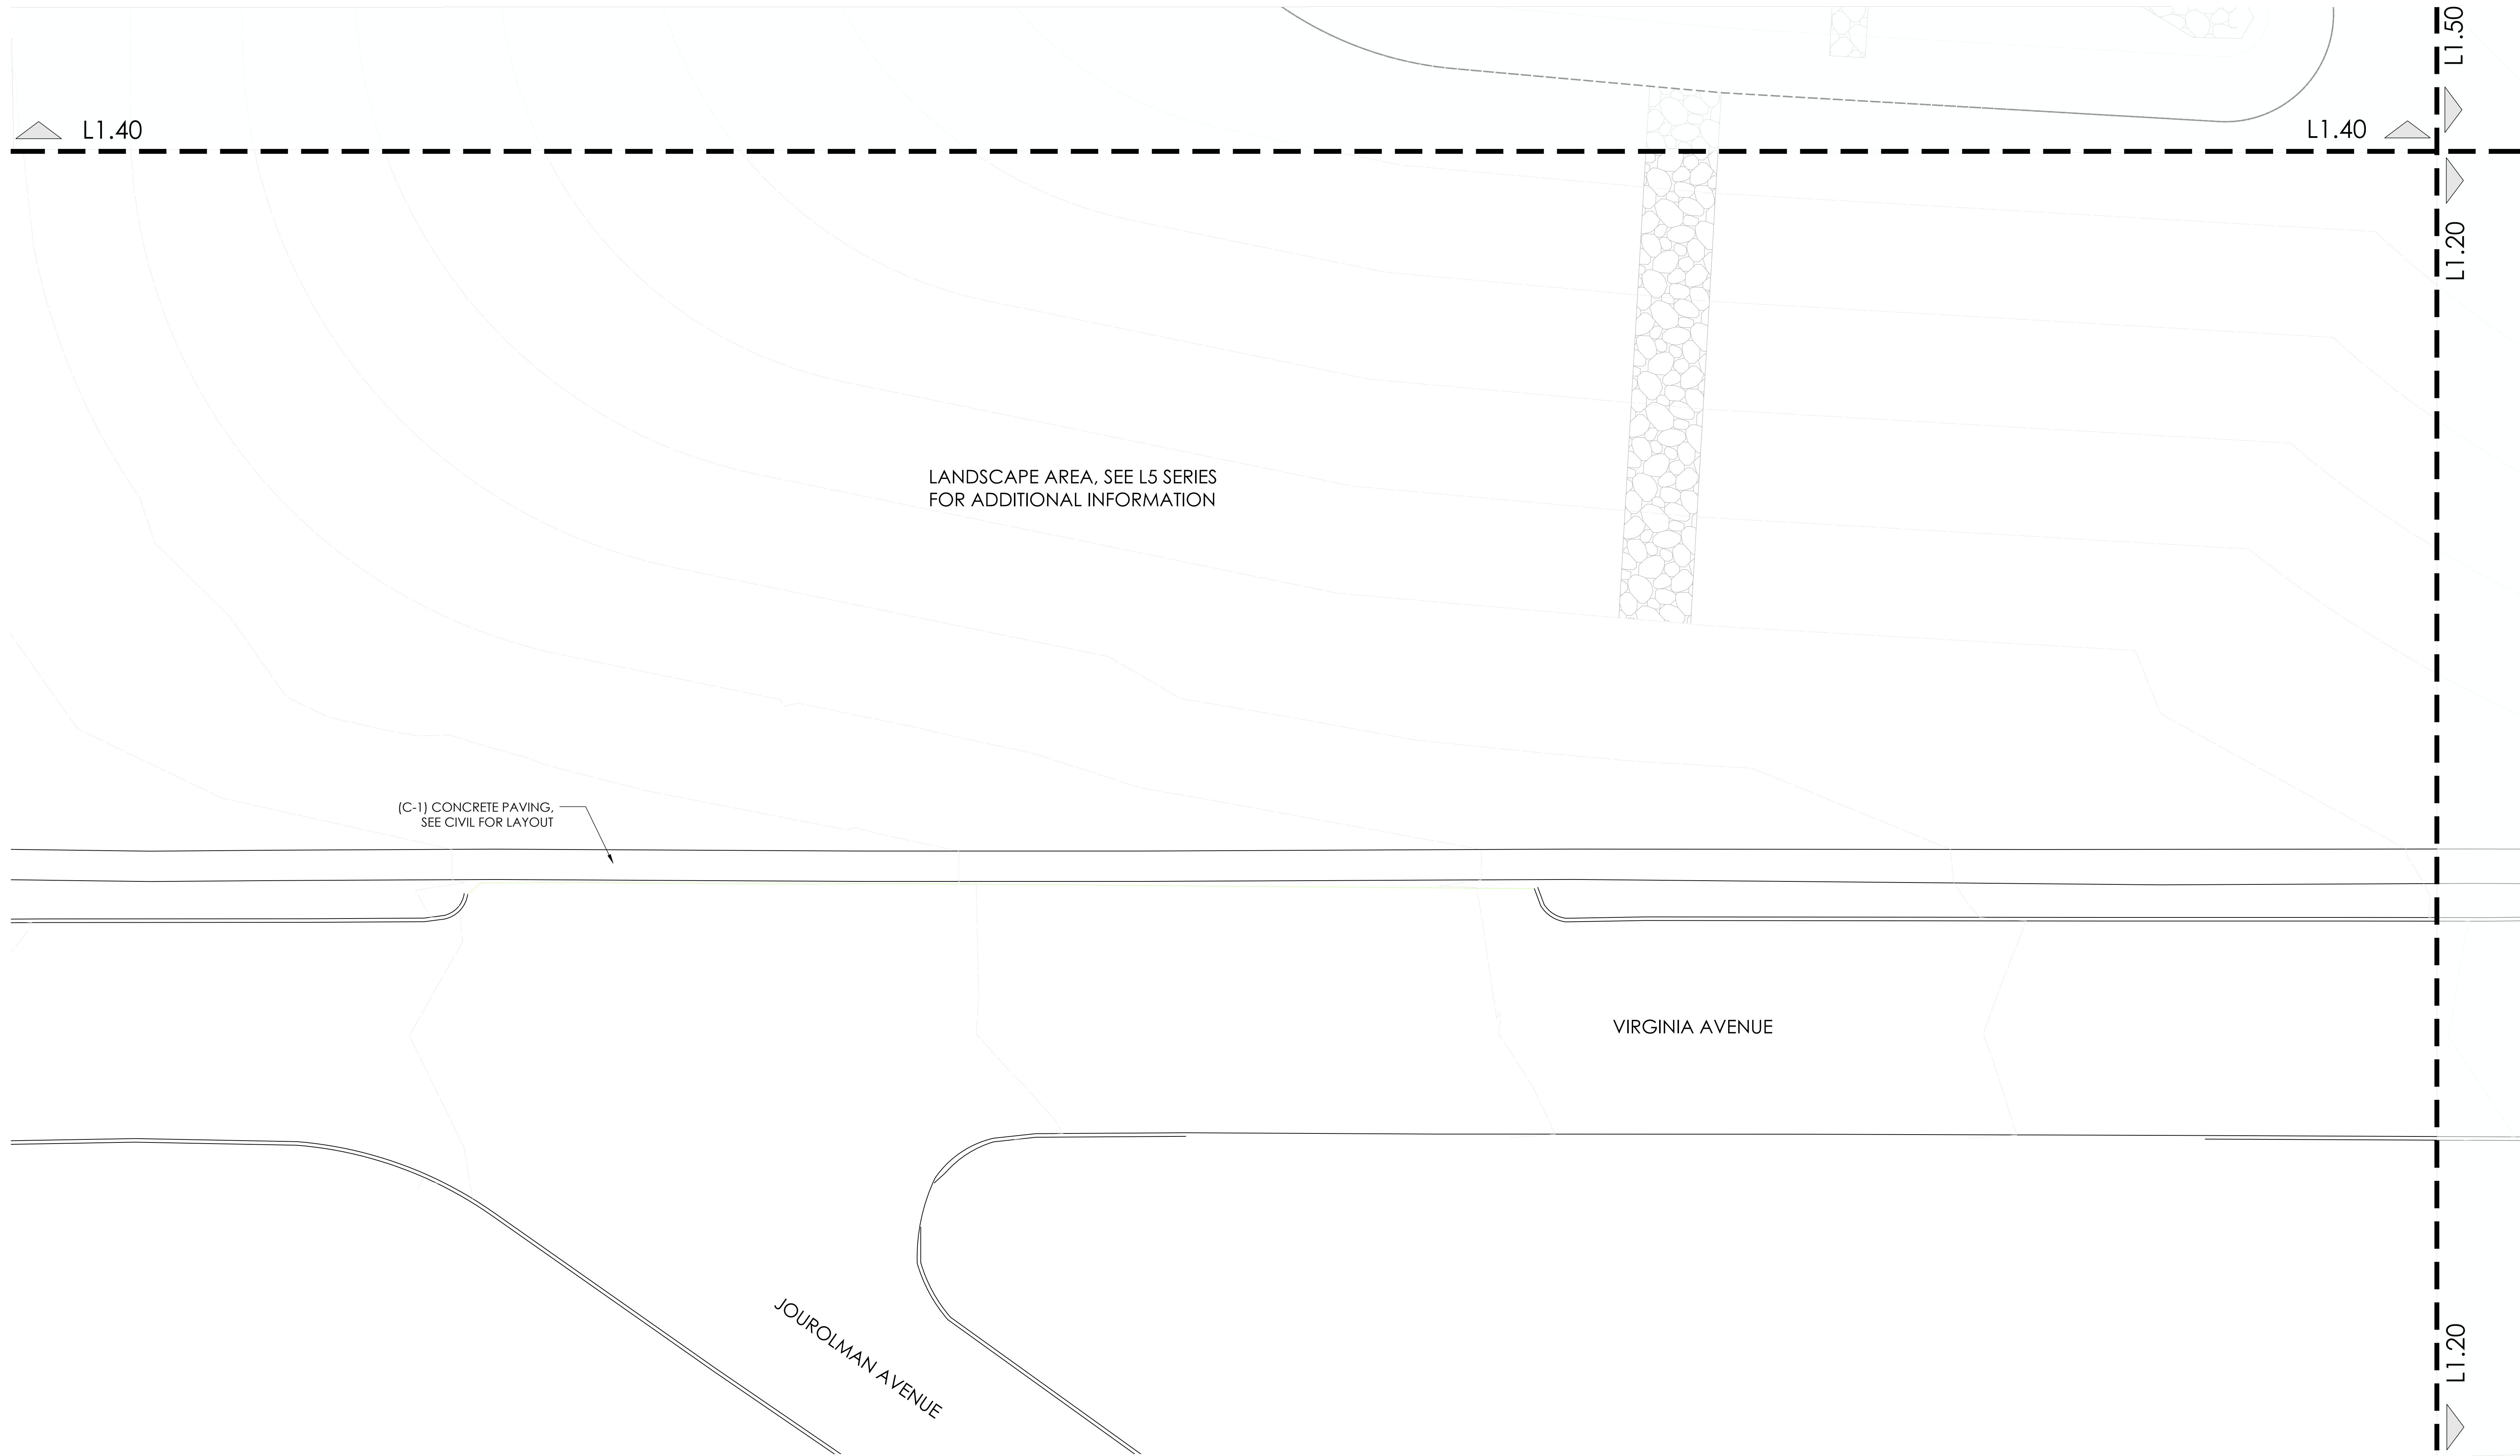 L1.50
L1.40
L1.40
L1.20
LANDSCAPE AREA, SEE L5 SERIES
FOR ADDITIONAL INFORMATION
(C-1) CONCRETE PAVING,
SEE CIVIL FOR LAYOUT
VIRGINIA AVENUE
JOUROLMAN AVENUE
L1.20